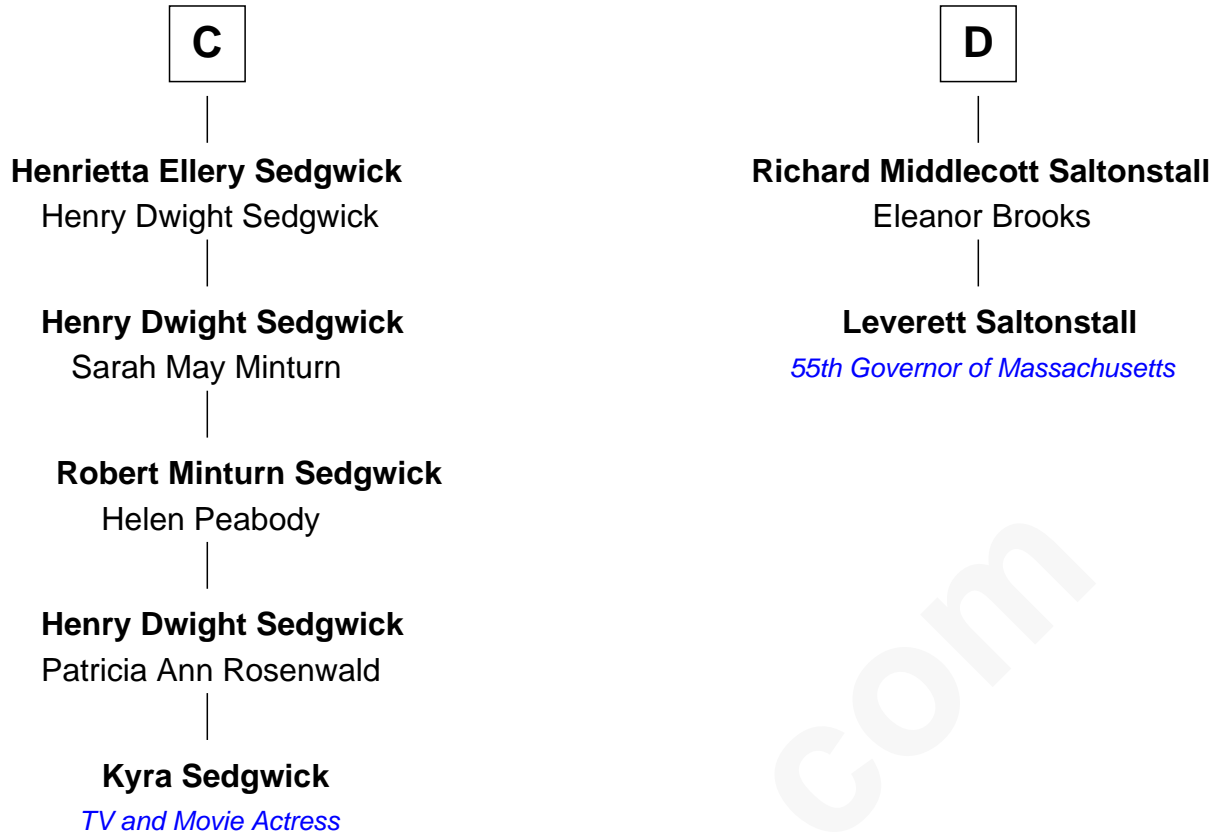 C
Henrietta Ellery Sedgwick
Henry Dwight Sedgwick
Henry Dwight Sedgwick
Sarah May Minturn
Robert Minturn Sedgwick
Helen Peabody
Henry Dwight Sedgwick
Patricia Ann Rosenwald
Kyra Sedgwick
TV and Movie Actress
D
Richard Middlecott Saltonstall
Eleanor Brooks
Leverett Saltonstall
55th Governor of Massachusetts
com